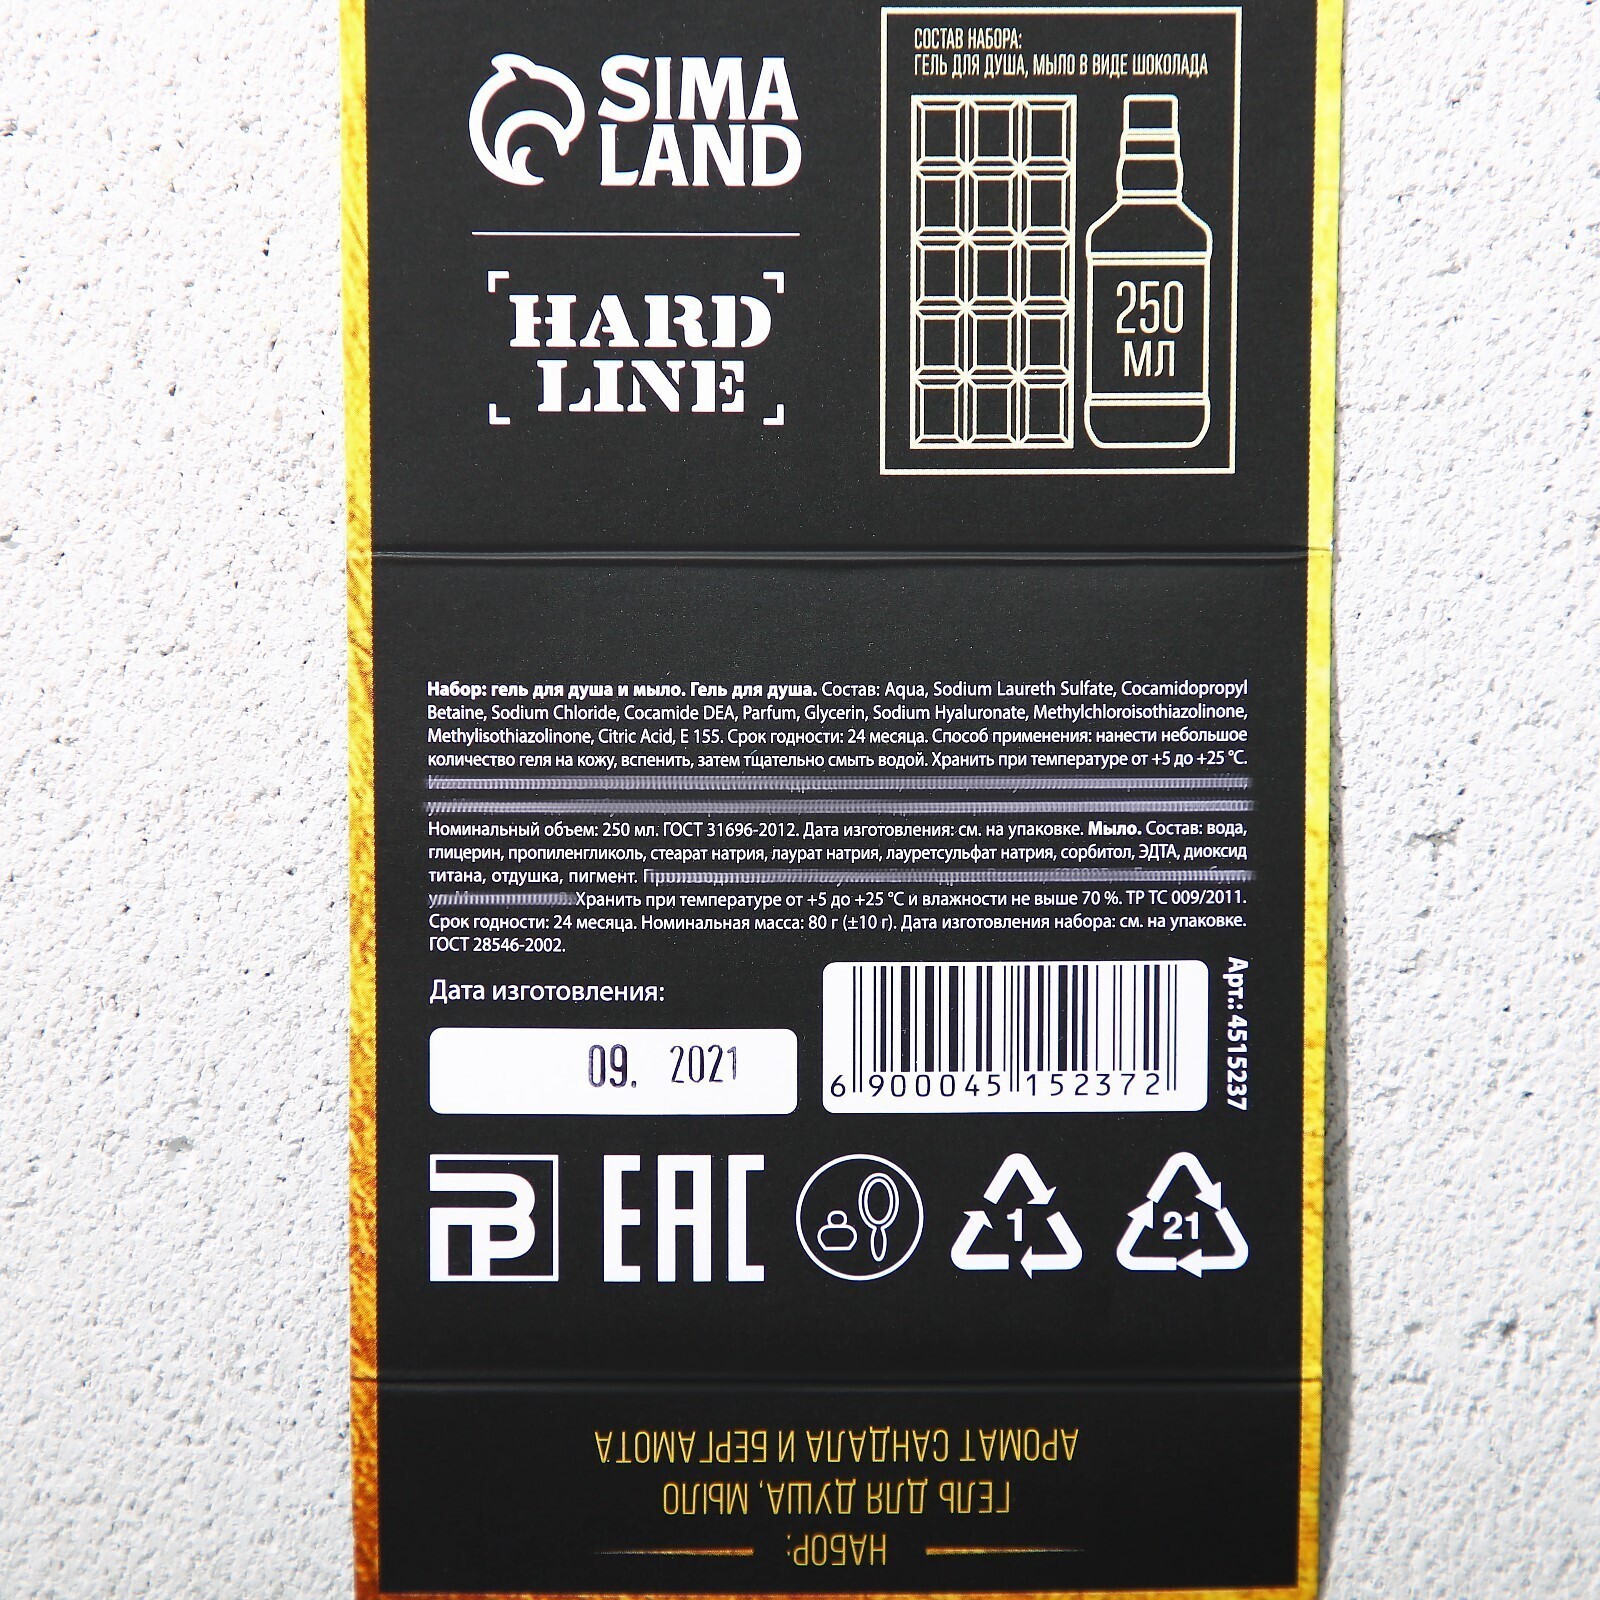 SIMA
LAND
HARD
LINE
СОСТАВ НАБОРА:
ГЕЛЬ ДЛЯ ДУША, МЫЛО В ВИДЕ ШОКОЛАДА
250
МЛ
Набор: гель для душа и мыло. Гель для душа. Состав: Aqua, Sodium Laureth Sulfate, Cocamidopropyl
Betaine, Sodium Chloride, Cocamide DEA, Parfum, Glycerin, Sodium Hyaluronate, Methylchloroisothiazolinone,
Methylisothiazolinone, Citric Acid, E 155. Срок годности: 24 месяца. Способ применения: нанести небольшое
количество геля на кожу, вспенить, затем тщательно смыть водой. Хранить при температуре от +5 до +25 °C.
Номинальный объем: 250 мл. ГОСТ 31696-2012. Дата изготовления: см. на упаковке. Мыло. Состав: вода,
глицерин, пропиленгликоль, стеарат натрия, лаурат натрия, лауретсульфат натрия, сорбитол, ЭДТА, диоксид
титана, отдушка, пигмент.
Хранить при температуре от +5 до +25 °C и влажности не выше 70 %. ТР ТС 009/2011.
Срок годности: 24 месяца. Номинальная масса: 80 г (±10 г). Дата изготовления набора: см. на упаковке.
ГОСТ 28546-2002.
Дата изготовления:
09. 2021
6 900045 152372
Арт.: 4515237
EAC
1
21
НАБОР:
ГЕЛЬ ДЛЯ ДУША, МЫЛО
АРОМАТ САНДАЛА И БЕРГАМОТА